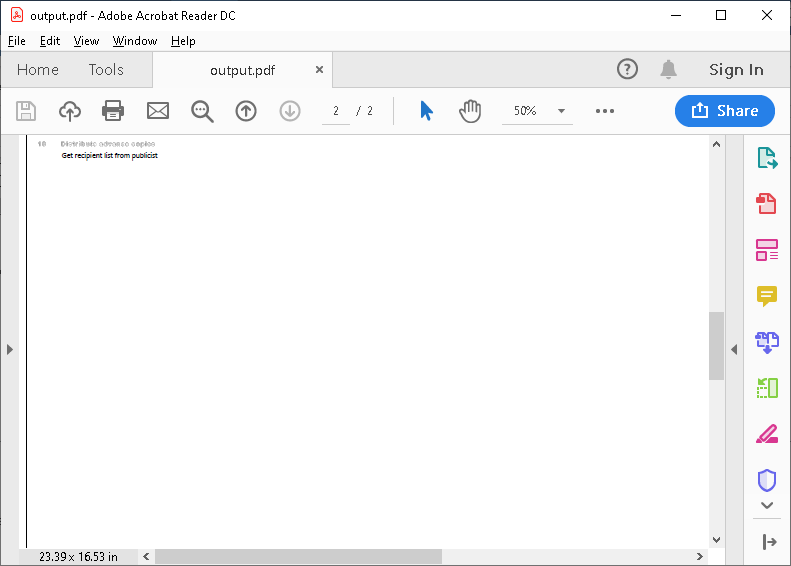 output.pdf - Adobe Acrobat Reader DC
File Edit View Window Help
Home Tools output.pdf × Sign In
2 / 2 50% Share
10 Distribute advance copies
Get recipient list from publicist
23.39 x 16.53 in